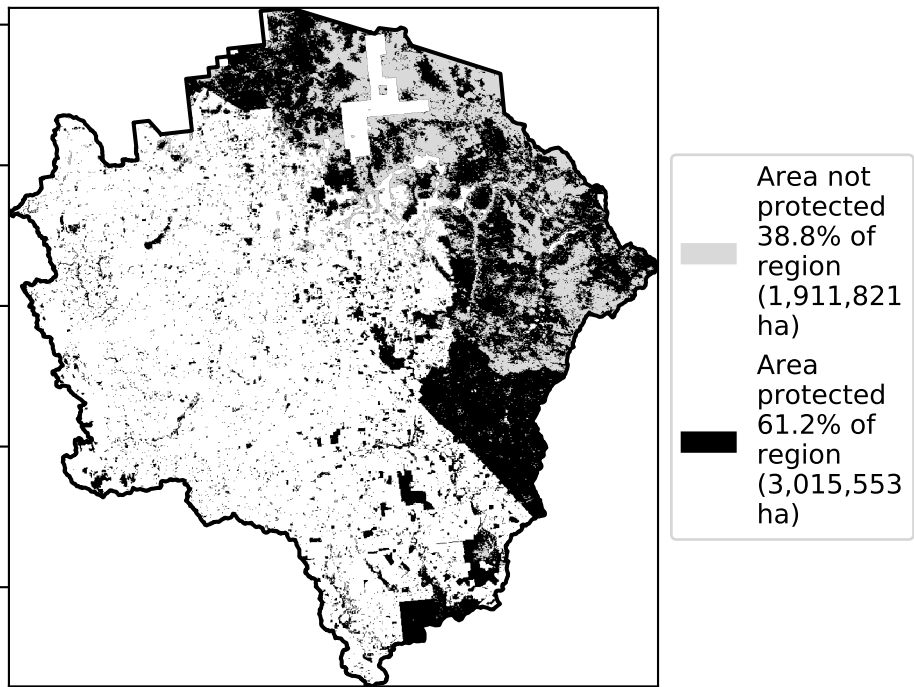 Area not
protected
38.8% of
region
(1,911,821
ha)
Area
protected
61.2% of
region
(3,015,553
ha)